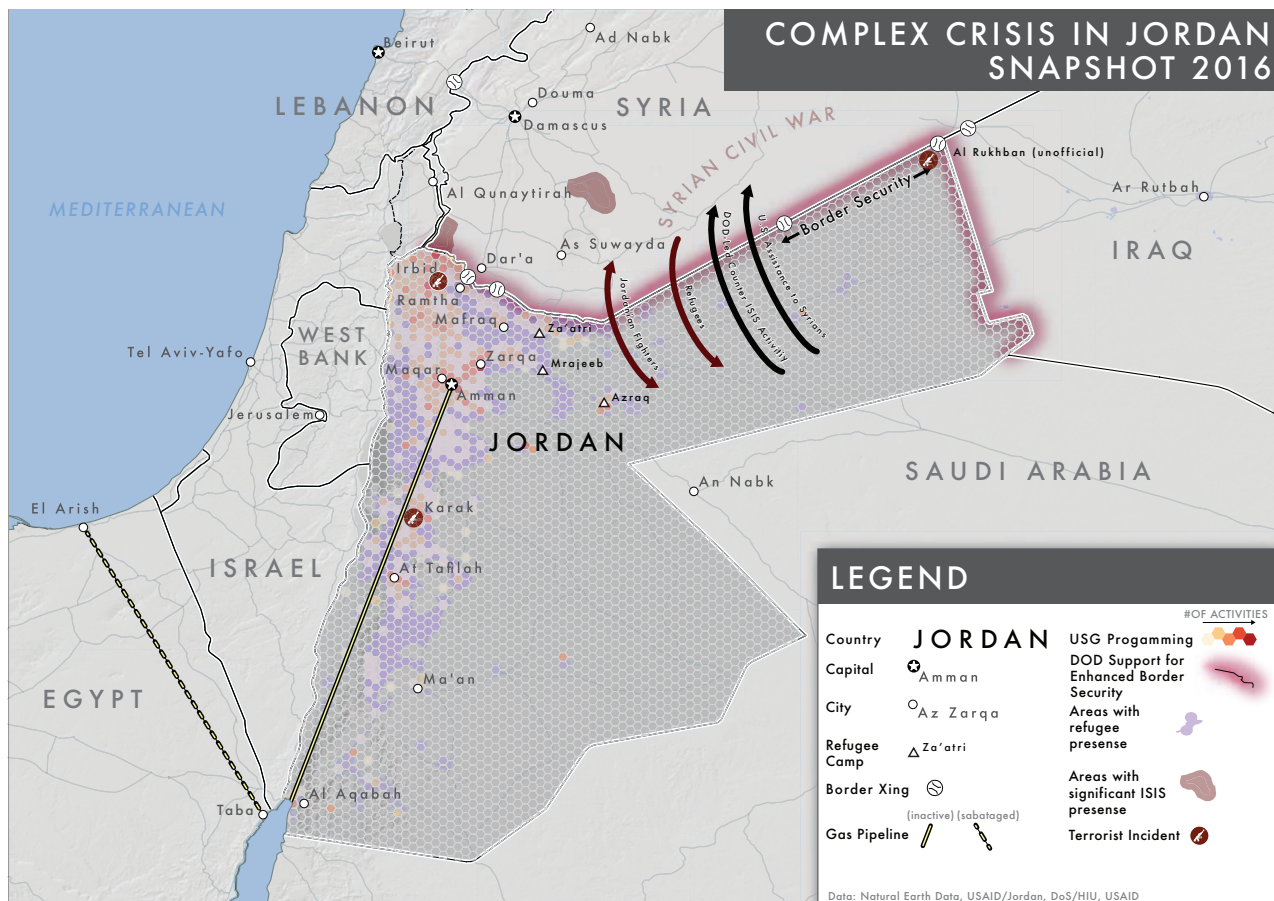 COMPLEX CRISIS IN JORDAN
SNAPSHOT 2016
Beirut
Ad Nabk
LEBANON
Douma
SYRIA
Damascus
SYRIAN CIVIL WAR
Al Rukhban (unofficial)
Al Qunaytirah
Ar Rutbah
MEDITERRANEAN
Border Security
As Suwayda
IRAQ
Dar'a
Irbid
Ramtha
Jordanian Fighters
Refugees
DOD-Led Counter ISIS Activitiy
U.S. Assistance to Syrians
Mafraq
Za'atri
WEST
BANK
Tel Aviv-Yafo
Zarqa
Mrajeeb
Maqar
Amman
Azraq
Jerusalem
JORDAN
SAUDI ARABIA
An Nabk
El Arish
Karak
ISRAEL
At Tafilah
Ma'an
EGYPT
Al Aqabah
Taba
LEGEND
#OF ACTIVITIES
Country
JORDAN
USG Progamming
Capital
Amman
DOD Support for
Enhanced Border
Security
City
Az Zarqa
Areas with
refugee
presense
Refugee
Camp
Za'atri
Border Xing
Areas with
significant ISIS
presense
(inactive) (sabataged)
Gas Pipeline
Terrorist Incident
Data: Natural Earth Data, USAID/Jordan, DoS/HIU, USAID